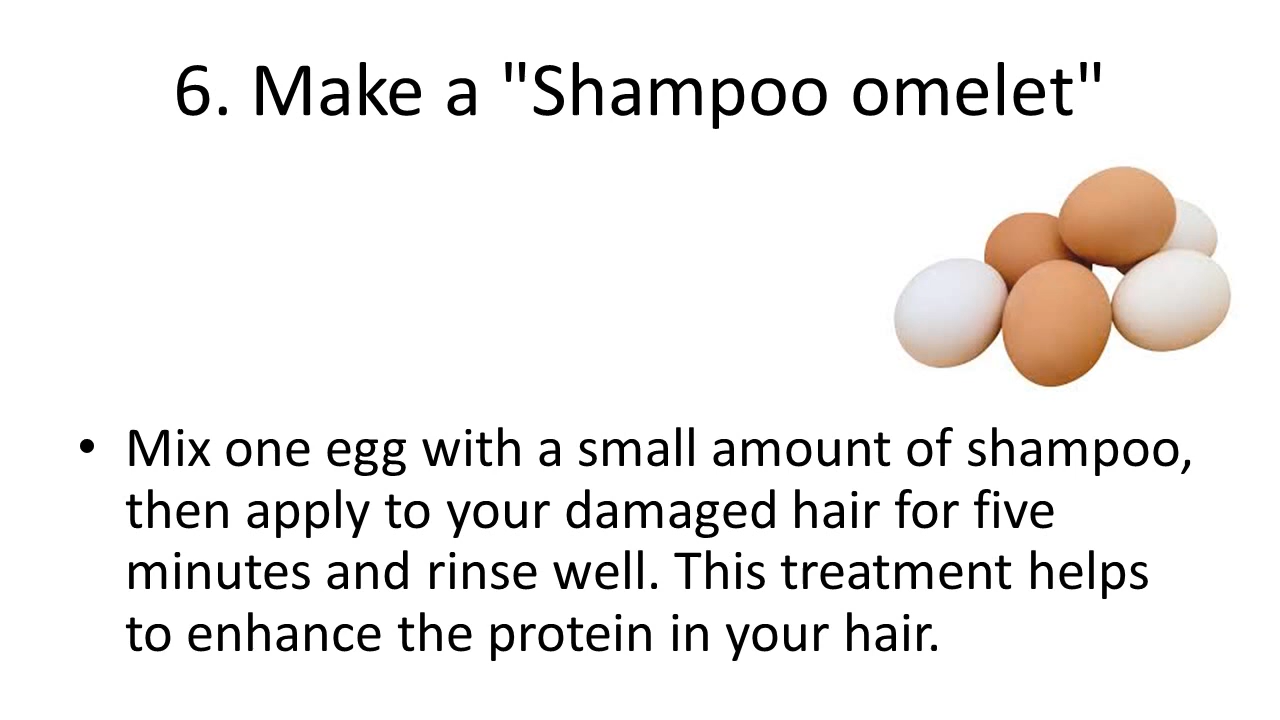 6. Make a "Shampoo omelet"
• Mix one egg with a small amount of shampoo,
then apply to your damaged hair for five
minutes and rinse well. This treatment helps
to enhance the protein in your hair.